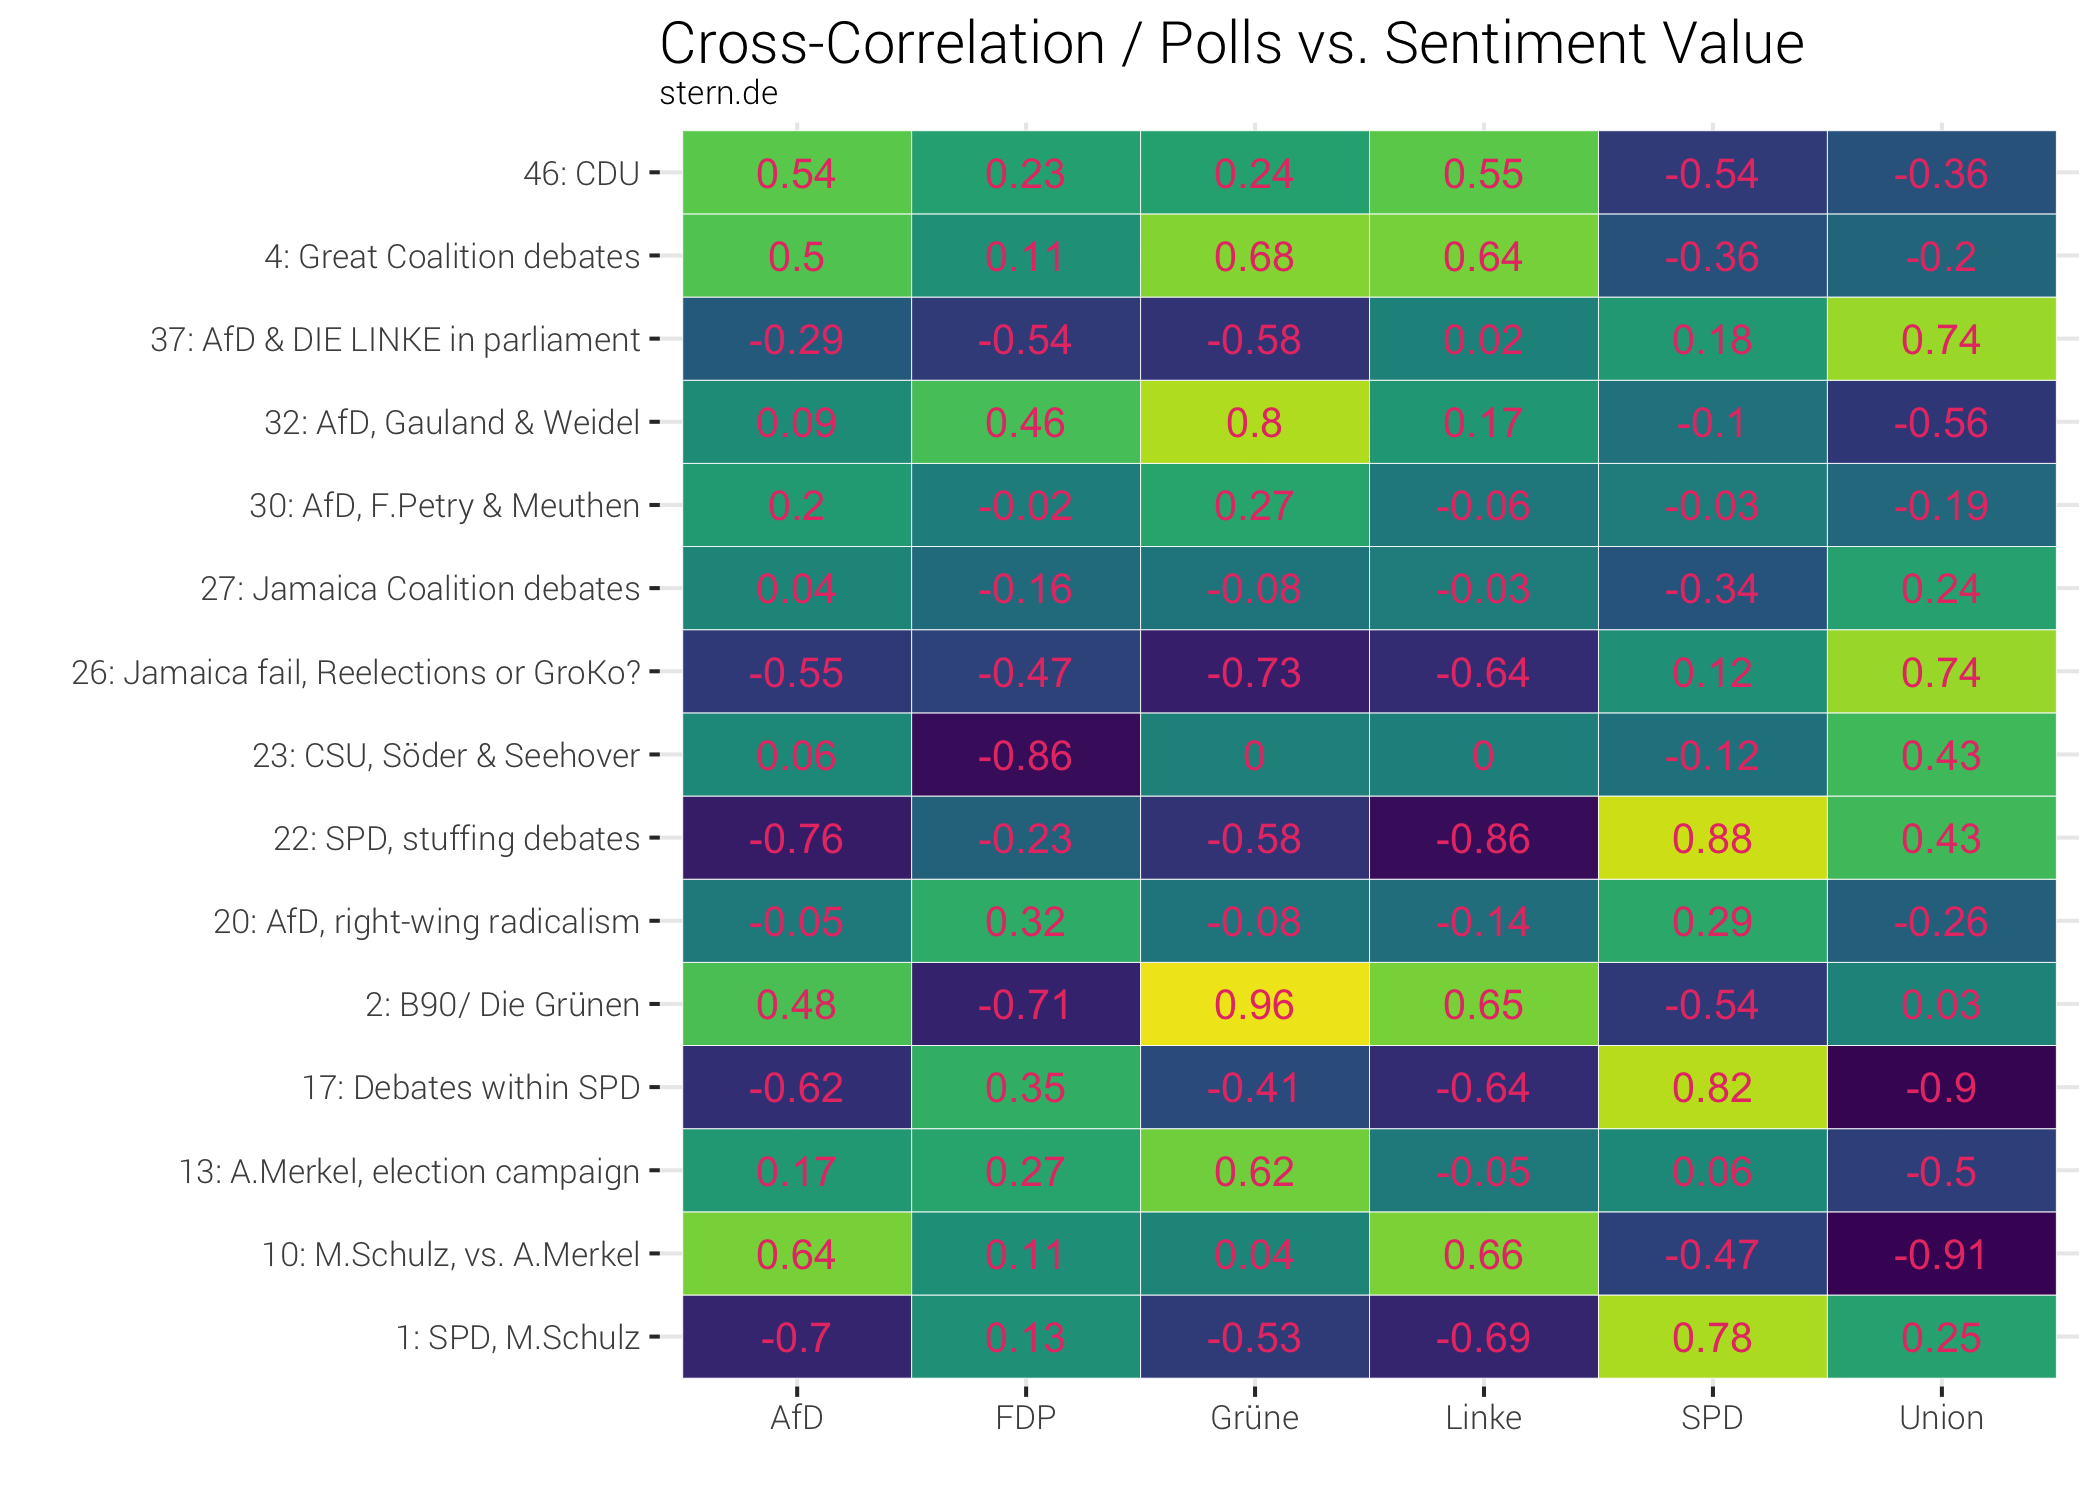 Cross-Correlation / Polls vs. Sentiment Value
stern.de
46: CDU 0.54 0.23 0.24 0.55 -0.54 -0.36
4: Great Coalition debates 0.5 0.11 0.68 0.64 -0.36 -0.2
37: AfD & DIE LINKE in parliament -0.29 -0.54 -0.58 0.02 0.18 0.74
32: AfD, Gauland & Weidel 0.09 0.46 0.8 0.17 -0.1 -0.56
30: AfD, F.Petry & Meuthen 0.2 -0.02 0.27 -0.06 -0.03 -0.19
27: Jamaica Coalition debates 0.04 -0.16 -0.08 -0.03 -0.34 0.24
26: Jamaica fail, Reelections or GroKo? -0.55 -0.47 -0.73 -0.64 0.12 0.74
23: CSU, Söder & Seehover 0.06 -0.86 0 0 -0.12 0.43
22: SPD, stuffing debates -0.76 -0.23 -0.58 -0.86 0.88 0.43
20: AfD, right-wing radicalism -0.05 0.32 -0.08 -0.14 0.29 -0.26
2: B90/ Die Grünen 0.48 -0.71 0.96 0.65 -0.54 0.03
17: Debates within SPD -0.62 0.35 -0.41 -0.64 0.82 -0.9
13: A.Merkel, election campaign 0.17 0.27 0.62 -0.05 0.06 -0.5
10: M.Schulz, vs. A.Merkel 0.64 0.11 0.04 0.66 -0.47 -0.91
1: SPD, M.Schulz -0.7 0.13 -0.53 -0.69 0.78 0.25
AfD FDP Grüne Linke SPD Union